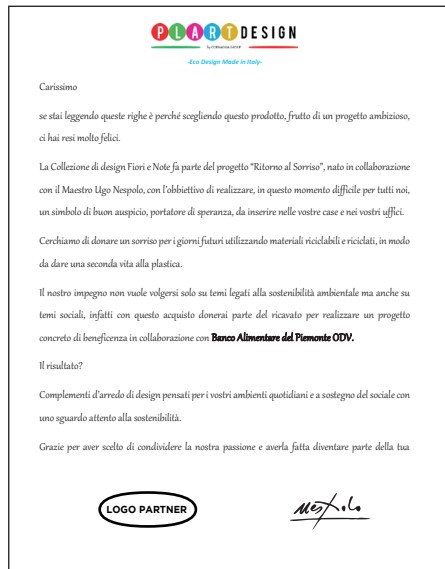 PLART DESIGN
by CORRADIN GROUP
-Eco Design Made in Italy-
Carissimo
se stai leggendo queste righe è perché scegliendo questo prodotto, frutto di un progetto ambizioso,
ci hai resi molto felici.
La Collezione di design Fiori e Note fa parte del progetto “Ritorno al Sorriso”, nato in collaborazione
con il Maestro Ugo Nespolo, con l'obbiettivo di realizzare, in questo momento difficile per tutti noi,
un simbolo di buon auspicio, portatore di speranza, da inserire nelle vostre case e nei vostri uffici.
Cerchiamo di donare un sorriso per i giorni futuri utilizzando materiali riciclabili e riciclati, in modo
da dare una seconda vita alla plastica.
Il nostro impegno non vuole volgersi solo su temi legati alla sostenibilità ambientale ma anche su
temi sociali, infatti con questo acquisto donerai parte del ricavato per realizzare un progetto
concreto di beneficenza in collaborazione con Banco Alimentare del Piemonte ODV.
Il risultato?
Complementi d'arredo di design pensati per i vostri ambienti quotidiani e a sostegno del sociale con
uno sguardo attento alla sostenibilità.
Grazie per aver scelto di condividere la nostra passione e averla fatta diventare parte della tua
LOGO PARTNER
Nespolo